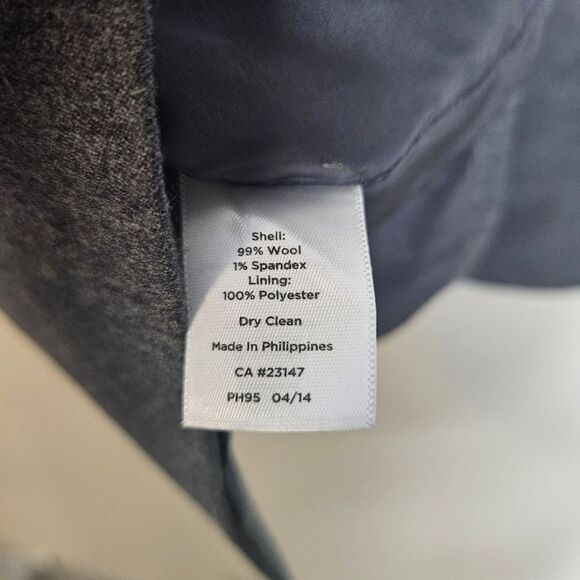 Shell:
99% Wool
1% Spandex
Lining:
100% Polyester
Dry Clean
Made In Philippines
CA #23147
PH95 04/14